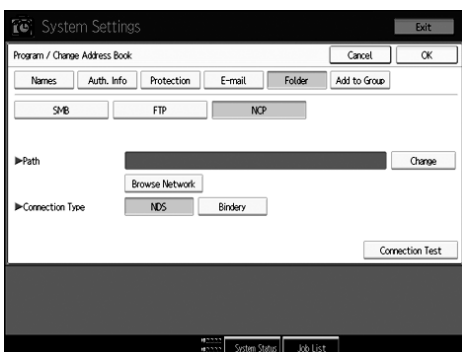 System Settings Exit
Program / Change Address Book Cancel OK
Names Auth. Info Protection E-mail Folder Add to Group
SMB FTP NCP
▶Path Change
Browse Network
▶Connection Type NDS Bindery
Connection Test
System Status Job List